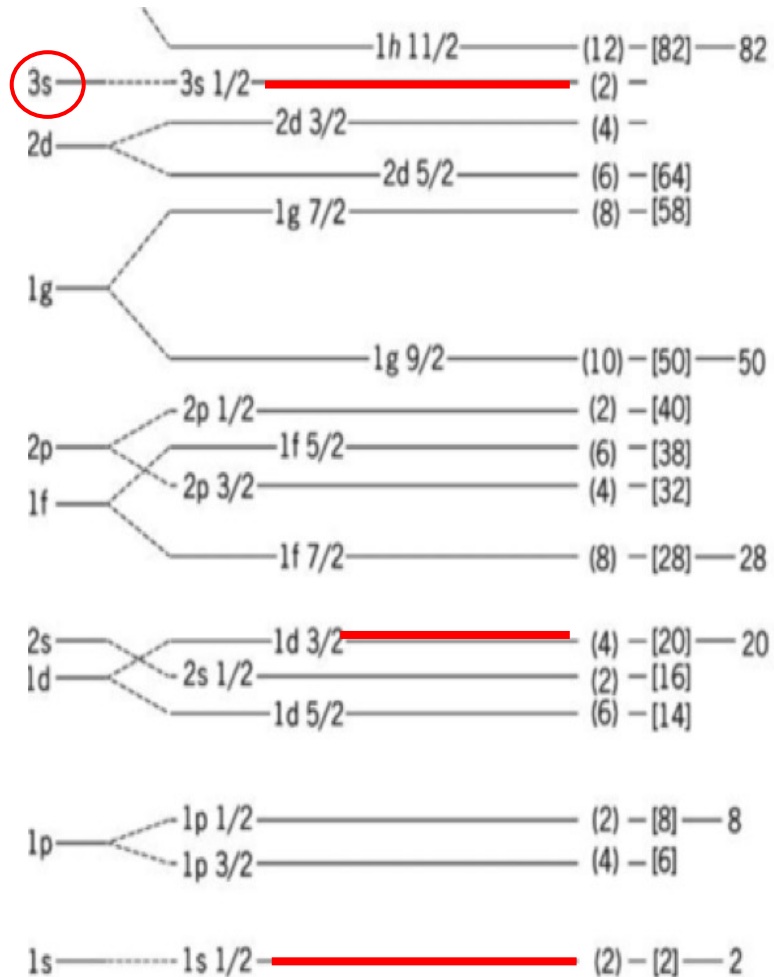 1h 11/2 (12) [82] 82
3s 3s 1/2 (2)
2d 3/2 (4)
2d
2d 5/2 (6) [64]
1g 7/2 (8) [58]
1g
1g 9/2 (10) [50] 50
2p 1/2 (2) [40]
2p 1f 5/2 (6) [38]
2p 3/2 (4) [32]
1f
1f 7/2 (8) [28] 28
2s 1d 3/2 (4) [20] 20
1d 2s 1/2 (2) [16]
1d 5/2 (6) [14]
1p 1/2 (2) [8] 8
1p
1p 3/2 (4) [6]
1s 1s 1/2 (2) [2] 2